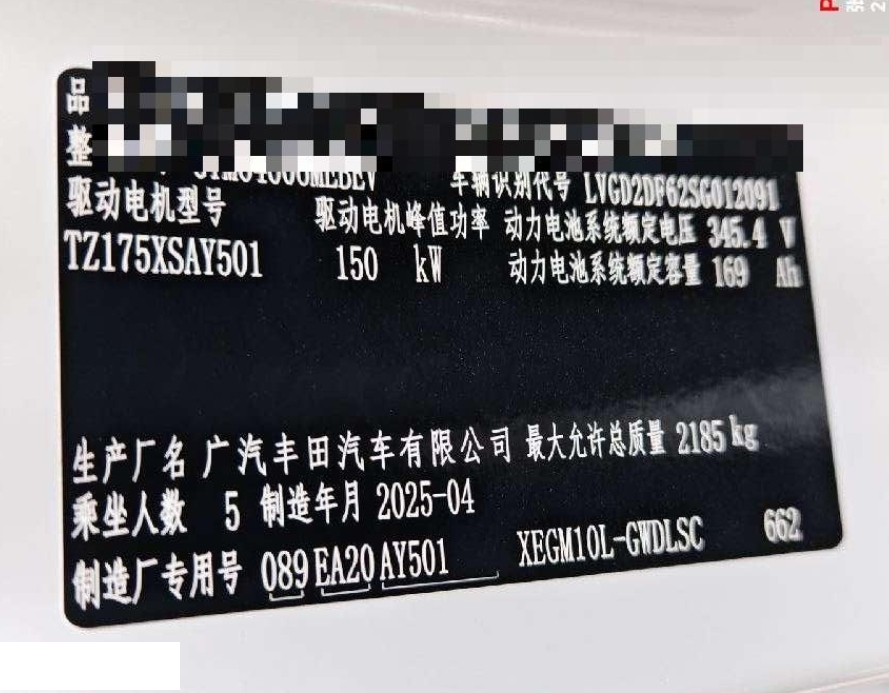 品
整
车辆识别代号 LVGD2DF62SG012091
驱动电机型号 驱动电机峰值功率 动力电池系统额定电压 345.4 V
TZ175XSAY501 150 kW 动力电池系统额定容量 169 Ah
生产厂名 广汽丰田汽车有限公司 最大允许总质量 2185 kg
乘坐人数 5 制造年月 2025-04
制造厂专用号 089 EA20 AY501 XEGM10L-GWDLSC 662